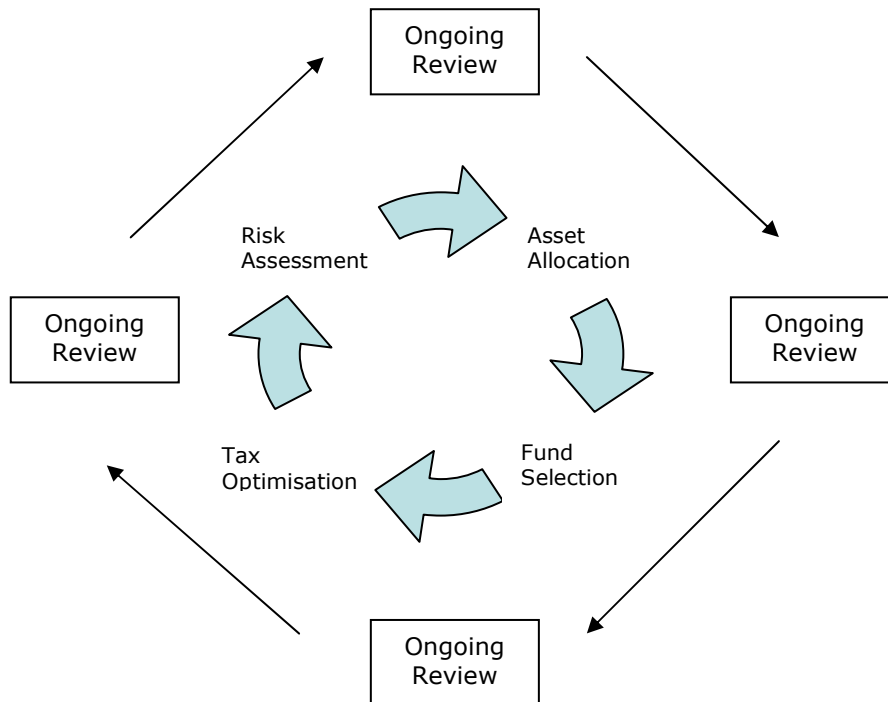 Ongoing
Review
Risk
Assessment
Asset
Allocation
Ongoing
Review
Ongoing
Review
Tax
Optimisation
Fund
Selection
Ongoing
Review